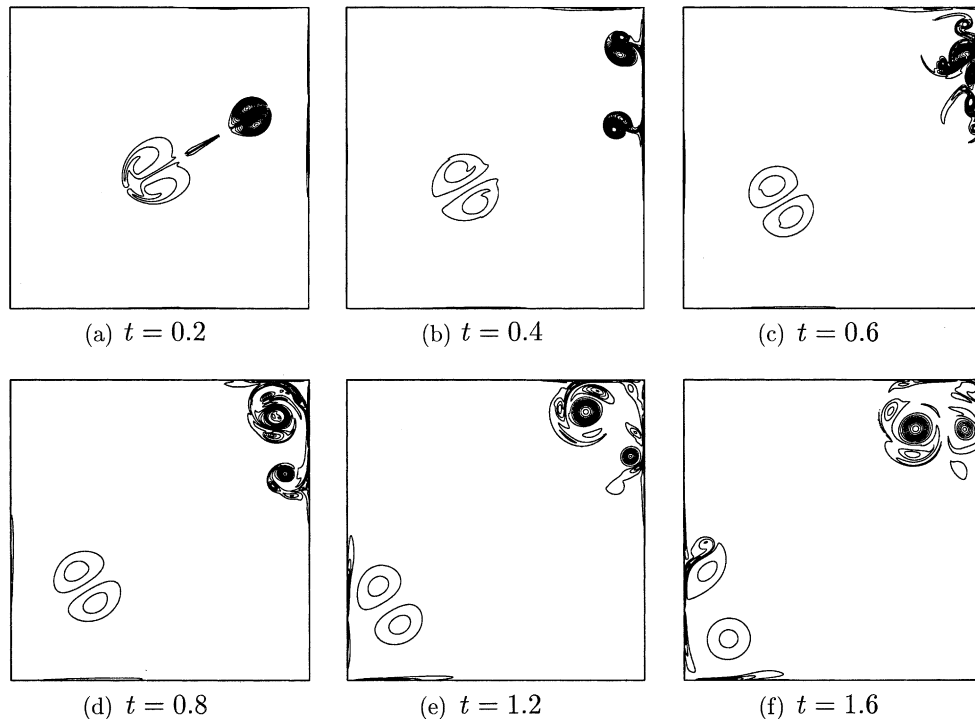 (a) t = 0.2
(b) t = 0.4
(c) t = 0.6
(d) t = 0.8
(e) t = 1.2
(f) t = 1.6